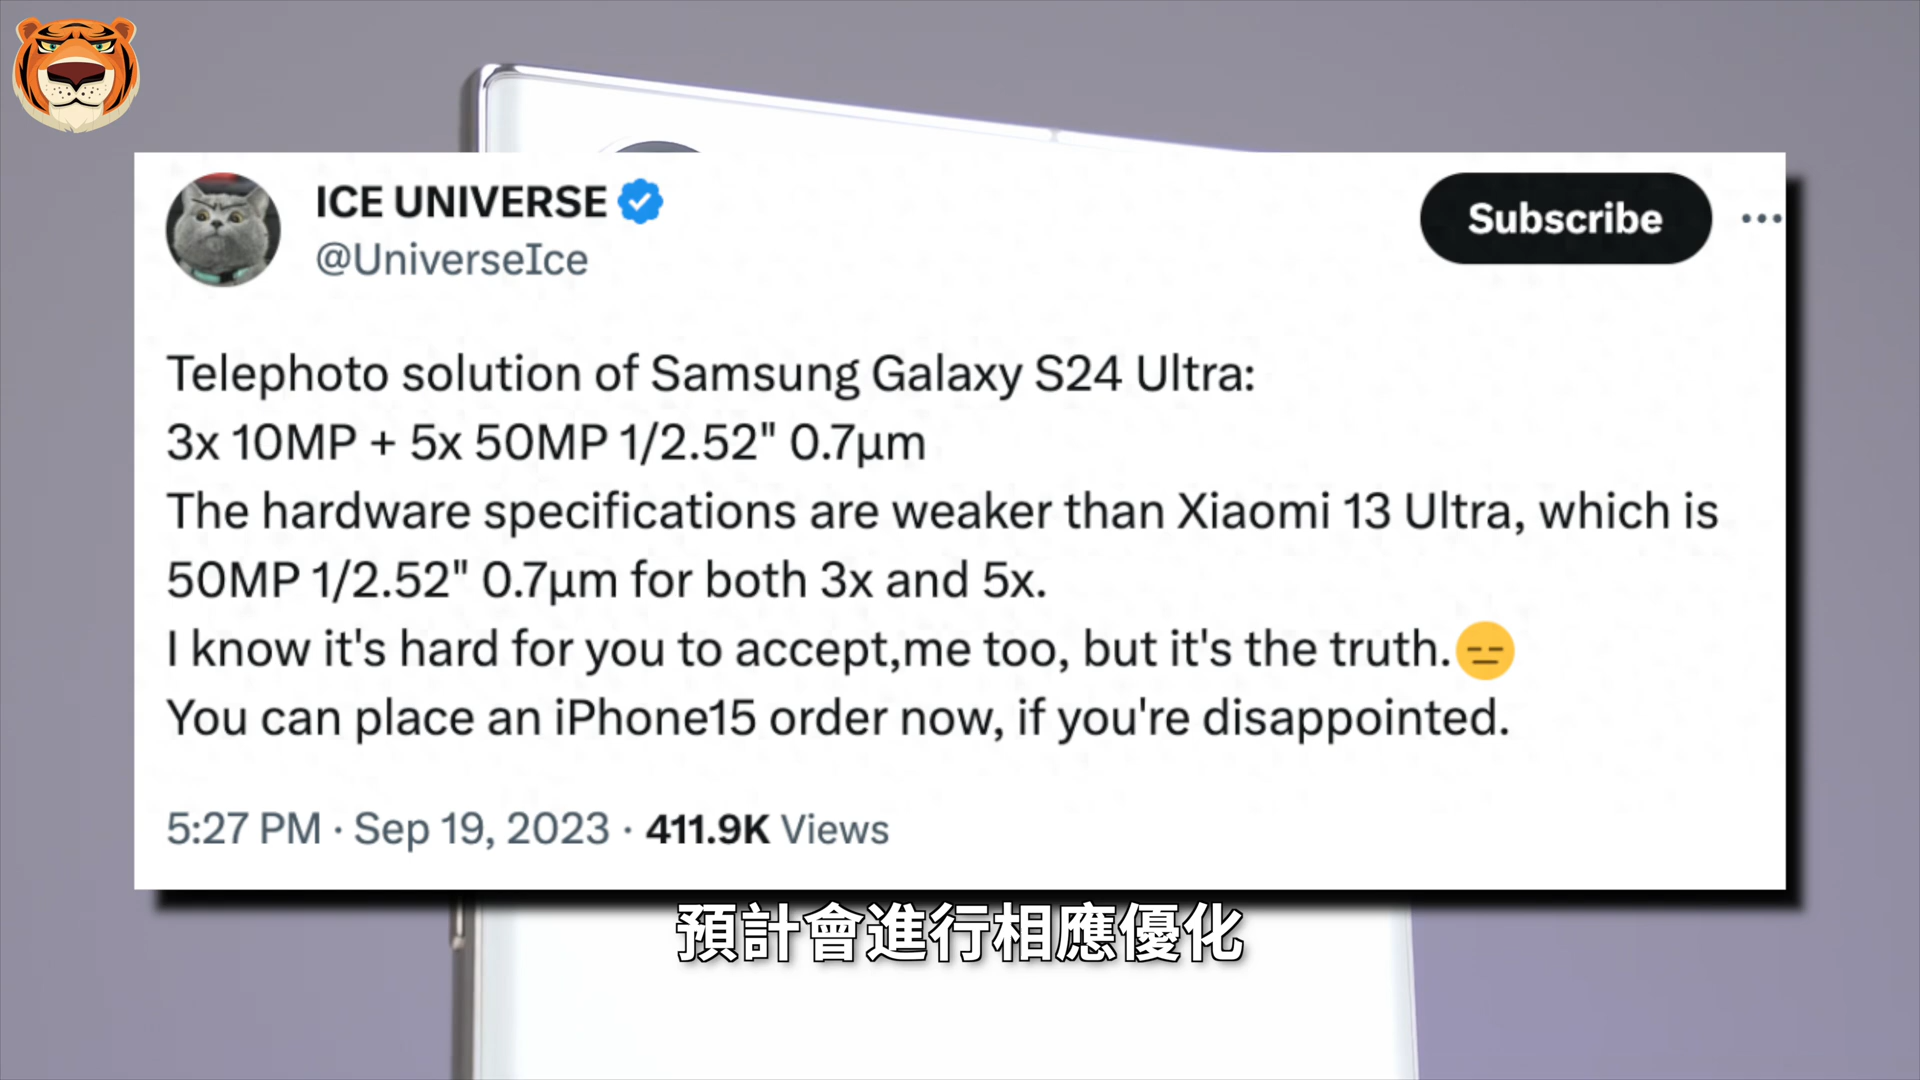 ICE UNIVERSE
@UniverseIce
Subscribe
Telephoto solution of Samsung Galaxy S24 Ultra:
3x 10MP + 5x 50MP 1/2.52" 0.7μm
The hardware specifications are weaker than Xiaomi 13 Ultra, which is
50MP 1/2.52" 0.7μm for both 3x and 5x.
I know it's hard for you to accept,me too, but it's the truth.😑
You can place an iPhone15 order now, if you're disappointed.
5:27 PM · Sep 19, 2023 · 411.9K Views
預計會進行相應優化